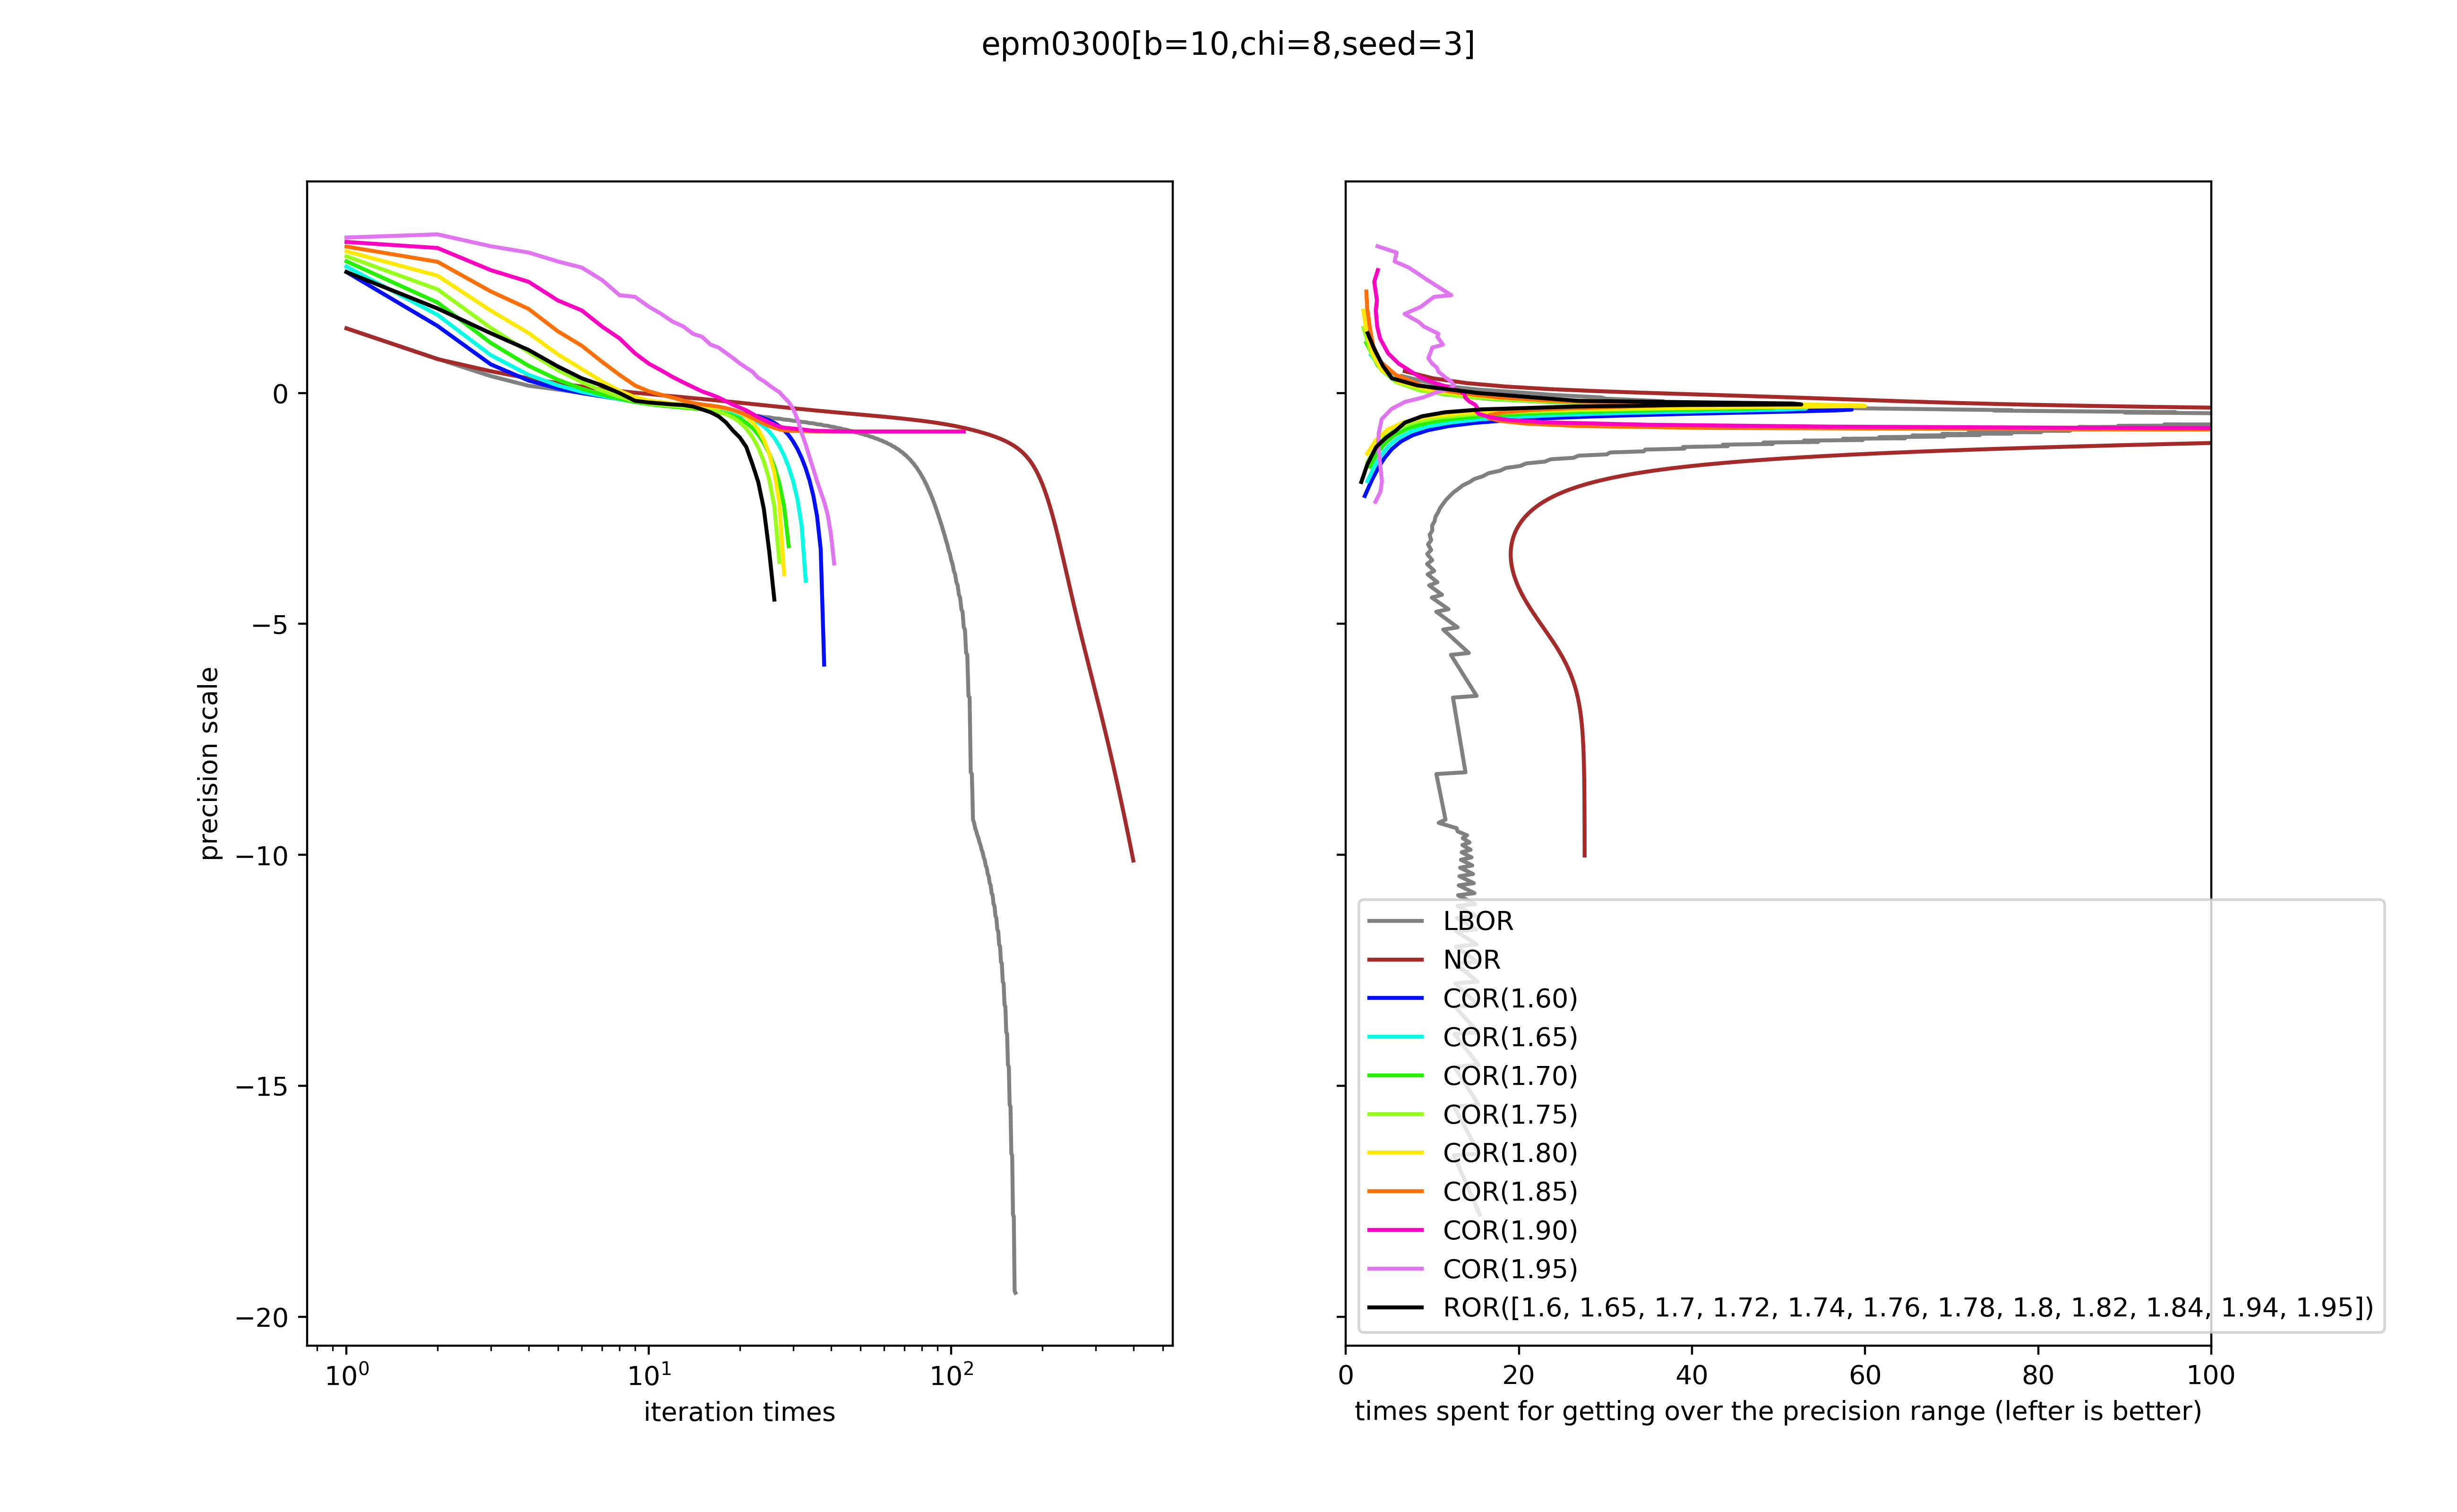 epm0300[b=10,chi=8,seed=3]
precision scale
0
−5
−10
−15
−20
10⁰
10¹
10²
iteration times
LBOR
NOR
COR(1.60)
COR(1.65)
COR(1.70)
COR(1.75)
COR(1.80)
COR(1.85)
COR(1.90)
COR(1.95)
ROR([1.6, 1.65, 1.7, 1.72, 1.74, 1.76, 1.78, 1.8, 1.82, 1.84, 1.94, 1.95])
0 20 40 60 80 100
times spent for getting over the precision range (lefter is better)